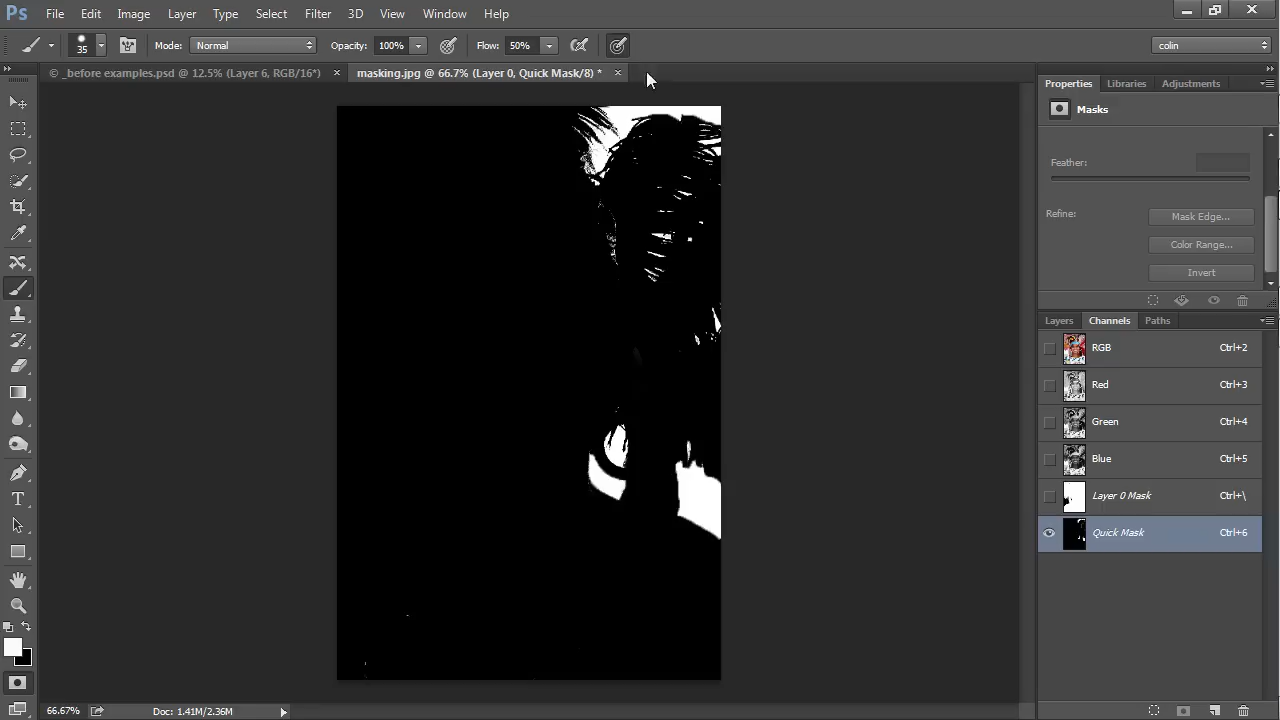 Ps File Edit Image Layer Type Select Filter 3D View Window Help
35 Mode: Normal Opacity: 100% Flow: 50% colin
© _before examples.psd @ 12.5% (Layer 6, RGB/16*) × masking.jpg @ 66.7% (Layer 0, Quick Mask/8) * ×
Properties Libraries Adjustments
Masks
Feather:
Refine: Mask Edge...
Color Range...
Invert
Layers Channels Paths
RGB Ctrl+2
Red Ctrl+3
Green Ctrl+4
Blue Ctrl+5
Layer 0 Mask Ctrl+\
Quick Mask Ctrl+6
T
66.67% Doc: 1.41M/2.36M